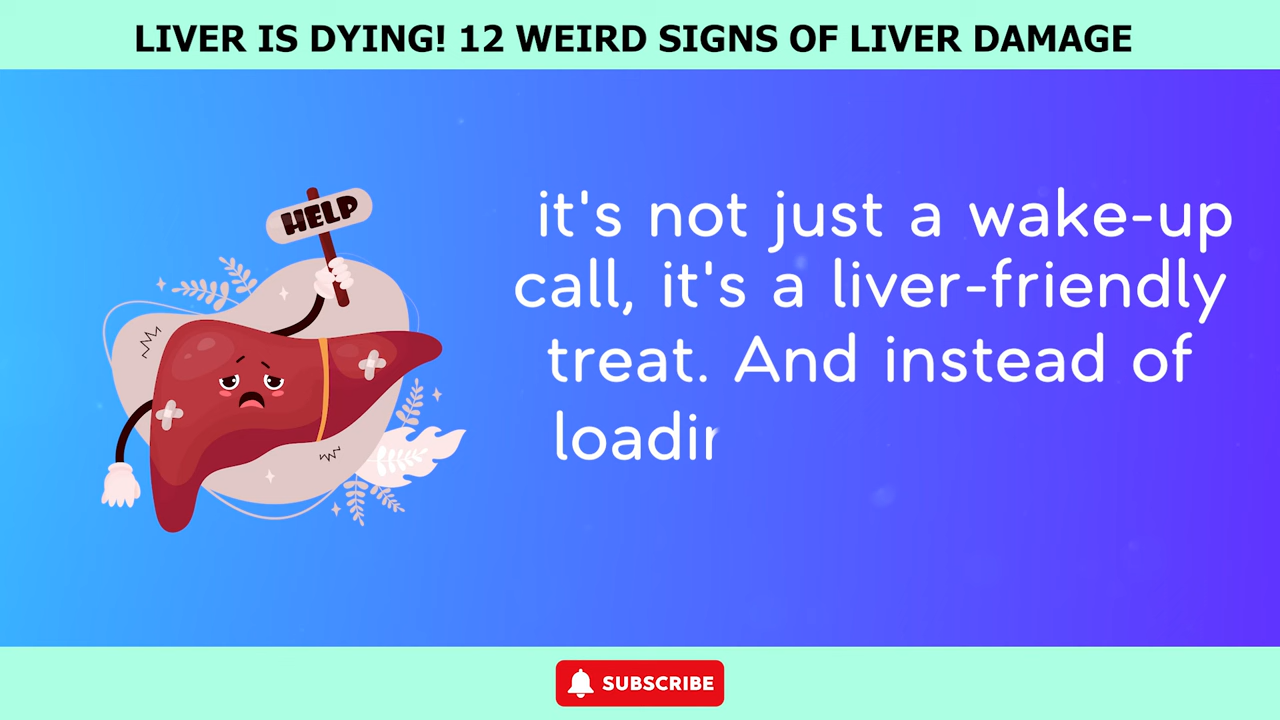 LIVER IS DYING! 12 WEIRD SIGNS OF LIVER DAMAGE
HELP
it's not just a wake-up
call, it's a liver-friendly
treat. And instead of
SUBSCRIBE